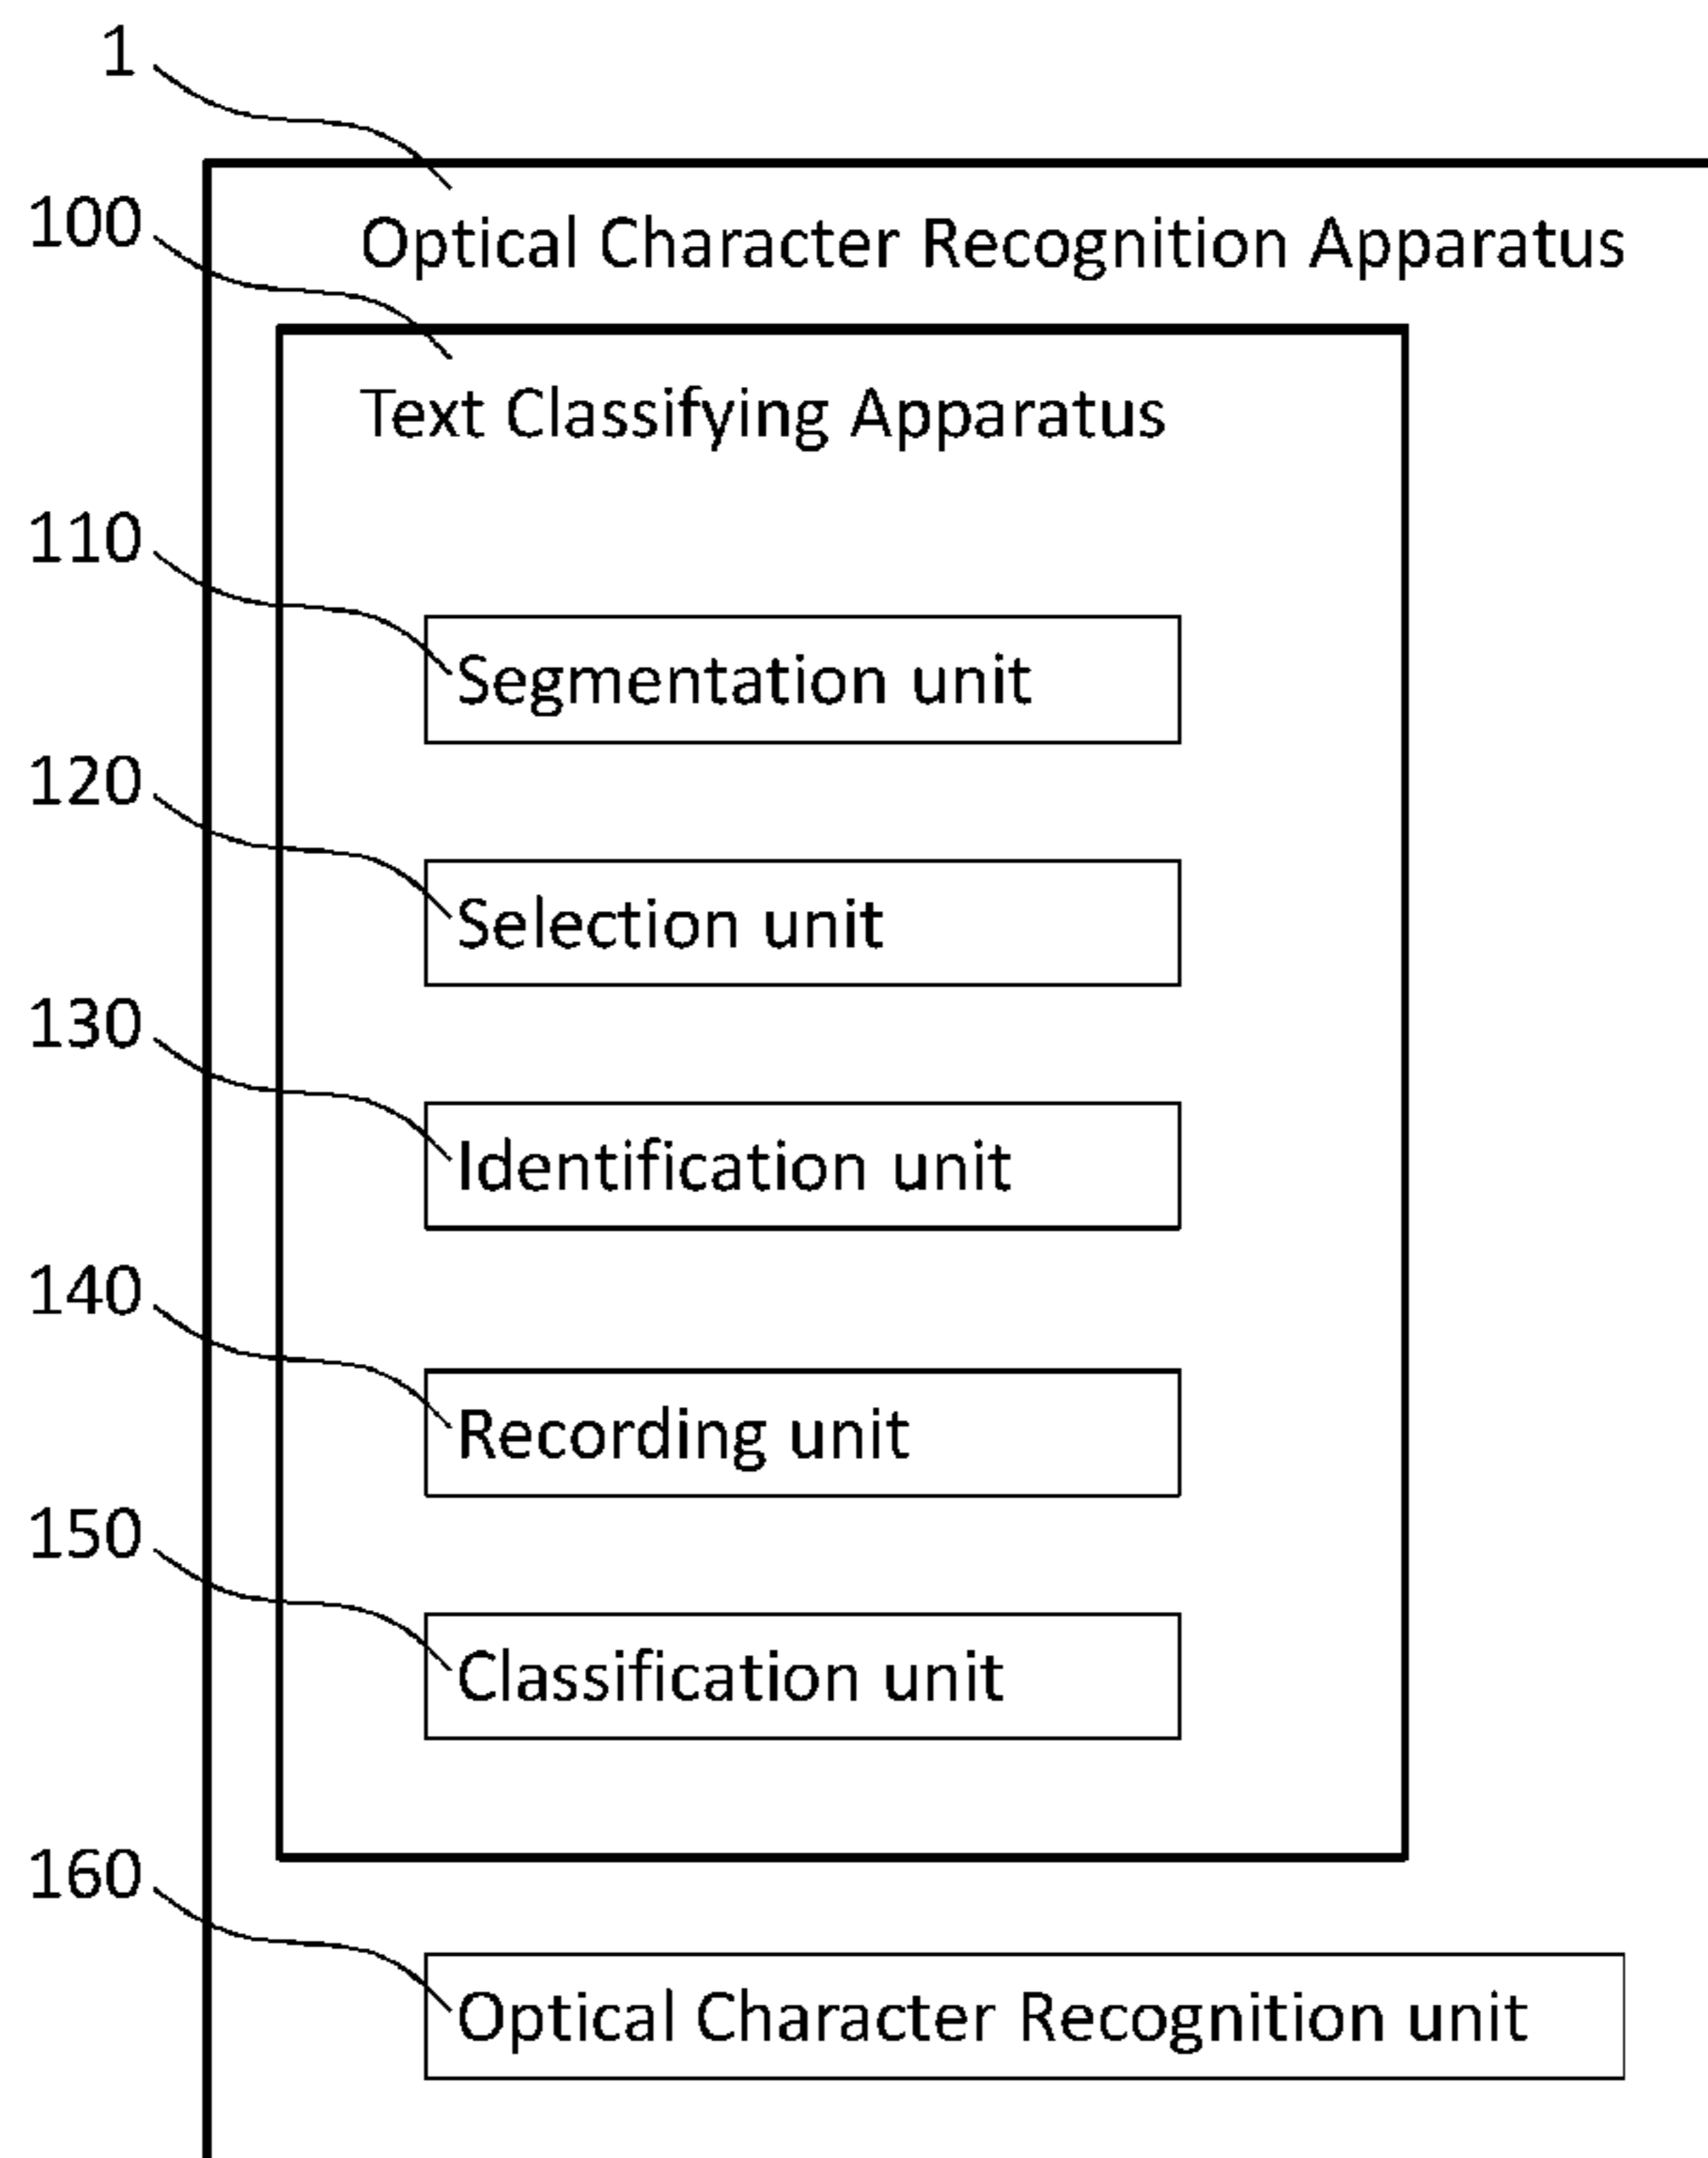 1
Optical Character Recognition Apparatus
100
Text Classifying Apparatus
110
Segmentation unit
120
Selection unit
130
Identification unit
140
Recording unit
150
Classification unit
160
Optical Character Recognition unit